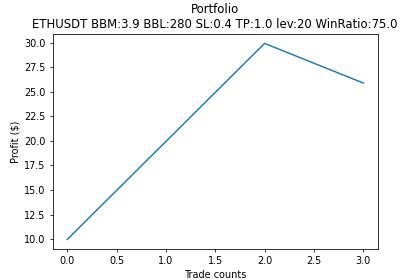 Portfolio
ETHUSDT BBM:3.9 BBL:280 SL:0.4 TP:1.0 lev:20 WinRatio:75.0
30.0
27.5
25.0
22.5
20.0
17.5
15.0
12.5
10.0
Profit ($)
0.0 0.5 1.0 1.5 2.0 2.5 3.0
Trade counts